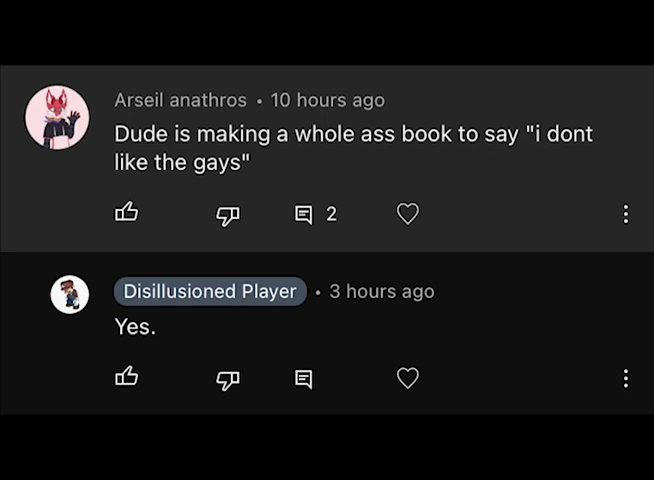 Arseil anathros • 10 hours ago
Dude is making a whole ass book to say "i dont
like the gays"
2
Disillusioned Player • 3 hours ago
Yes.